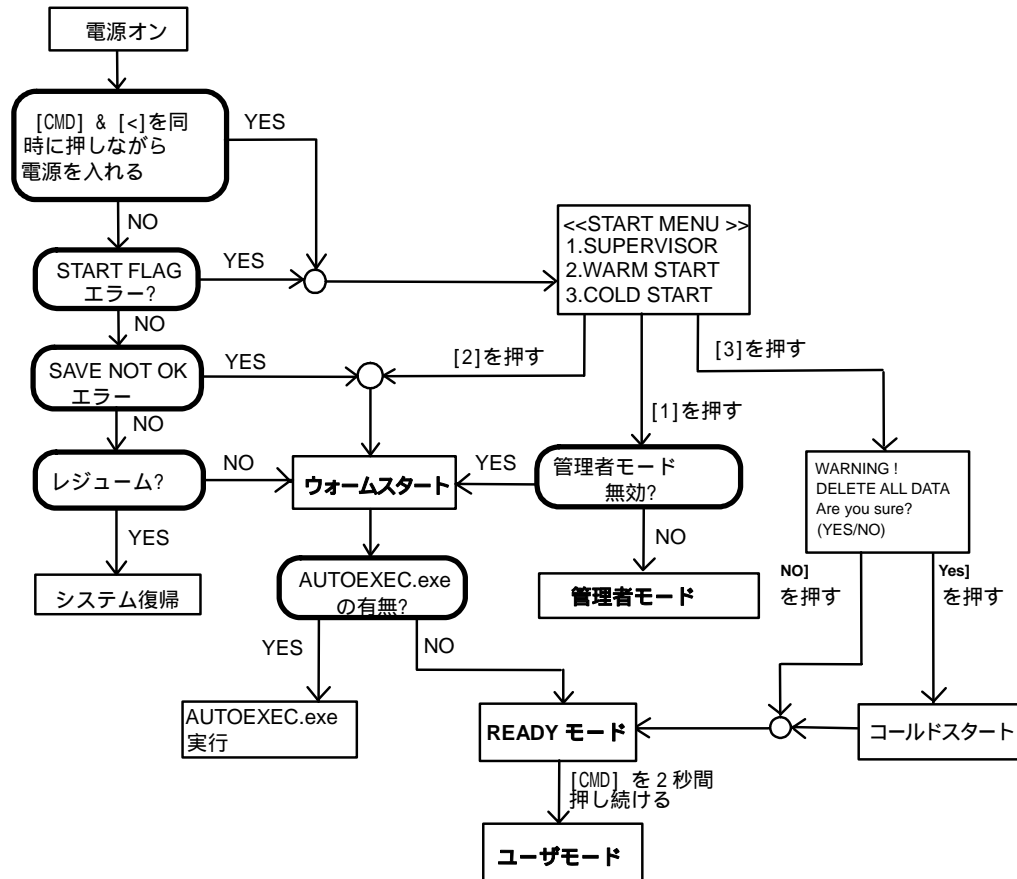 電源オン
[CMD] & [<]を同
時に押しながら
電源を入れる
YES
NO
START FLAG
エラー?
YES
NO
<<START MENU >>
1.SUPERVISOR
2.WARM START
3.COLD START
SAVE NOT OK
エラー
YES
NO
[2]を押す
[1]を押す
[3]を押す
レジューム?
NO
YES
ウォームスタート
YES
管理者モード
無効?
NO
WARNING !
DELETE ALL DATA
Are you sure?
(YES/NO)
システム復帰
AUTOEXEC.exe
の有無?
YES
NO
管理者モード
NO]
を押す
Yes]
を押す
AUTOEXEC.exe
実行
READY モード
コールドスタート
[CMD] を2秒間
押し続ける
ユーザモード